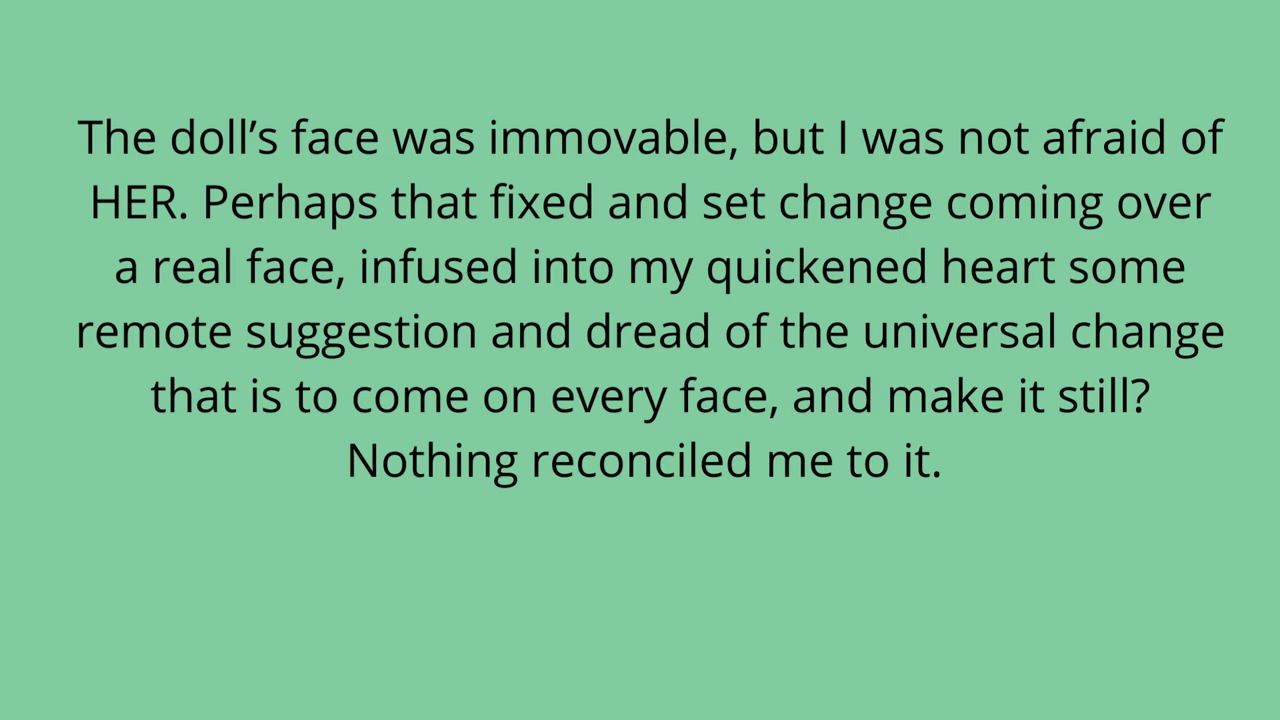 The doll’s face was immovable, but I was not afraid of
HER. Perhaps that fixed and set change coming over
a real face, infused into my quickened heart some
remote suggestion and dread of the universal change
that is to come on every face, and make it still?
Nothing reconciled me to it.